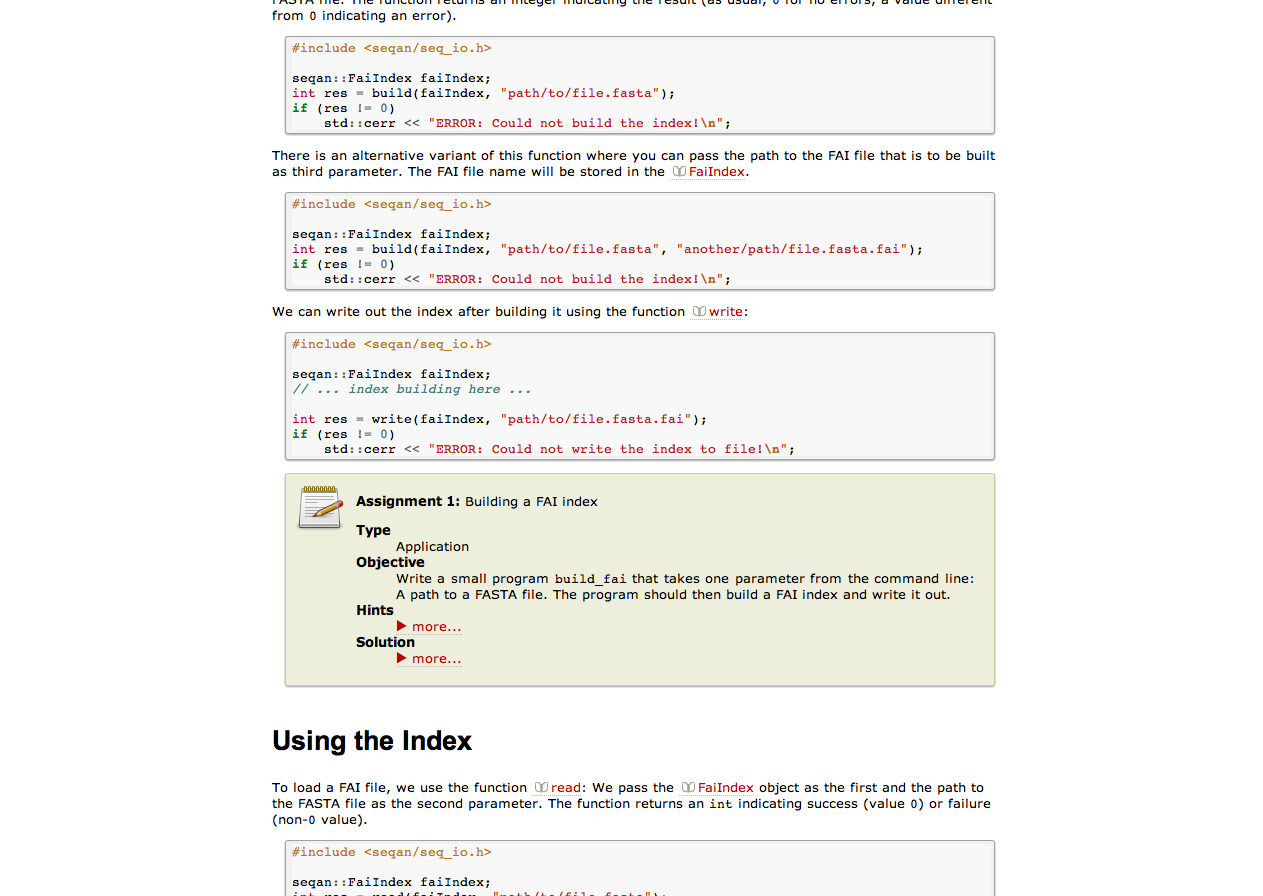 FASTA file. The function returns an integer indicating the result (as usual, 0 for no errors, a value different
from 0 indicating an error).
#include <seqan/seq_io.h>
seqan::FaiIndex faiIndex;
int res = build(faiIndex, "path/to/file.fasta");
if (res != 0)
    std::cerr << "ERROR: Could not build the index!\n";
There is an alternative variant of this function where you can pass the path to the FAI file that is to be built
as third parameter. The FAI file name will be stored in the FaiIndex.
#include <seqan/seq_io.h>
seqan::FaiIndex faiIndex;
int res = build(faiIndex, "path/to/file.fasta", "another/path/file.fasta.fai");
if (res != 0)
    std::cerr << "ERROR: Could not build the index!\n";
We can write out the index after building it using the function write:
#include <seqan/seq_io.h>
seqan::FaiIndex faiIndex;
// ... index building here ...
int res = write(faiIndex, "path/to/file.fasta.fai");
if (res != 0)
    std::cerr << "ERROR: Could not write the index to file!\n";
Assignment 1: Building a FAI index
Type
Application
Objective
Write a small program build_fai that takes one parameter from the command line:
A path to a FASTA file. The program should then build a FAI index and write it out.
Hints
more...
Solution
more...
Using the Index
To load a FAI file, we use the function read: We pass the FaiIndex object as the first and the path to
the FASTA file as the second parameter. The function returns an int indicating success (value 0) or failure
(non-0 value).
#include <seqan/seq_io.h>
seqan::FaiIndex faiIndex;
int res = read(faiIndex, "path/to/file.fasta");